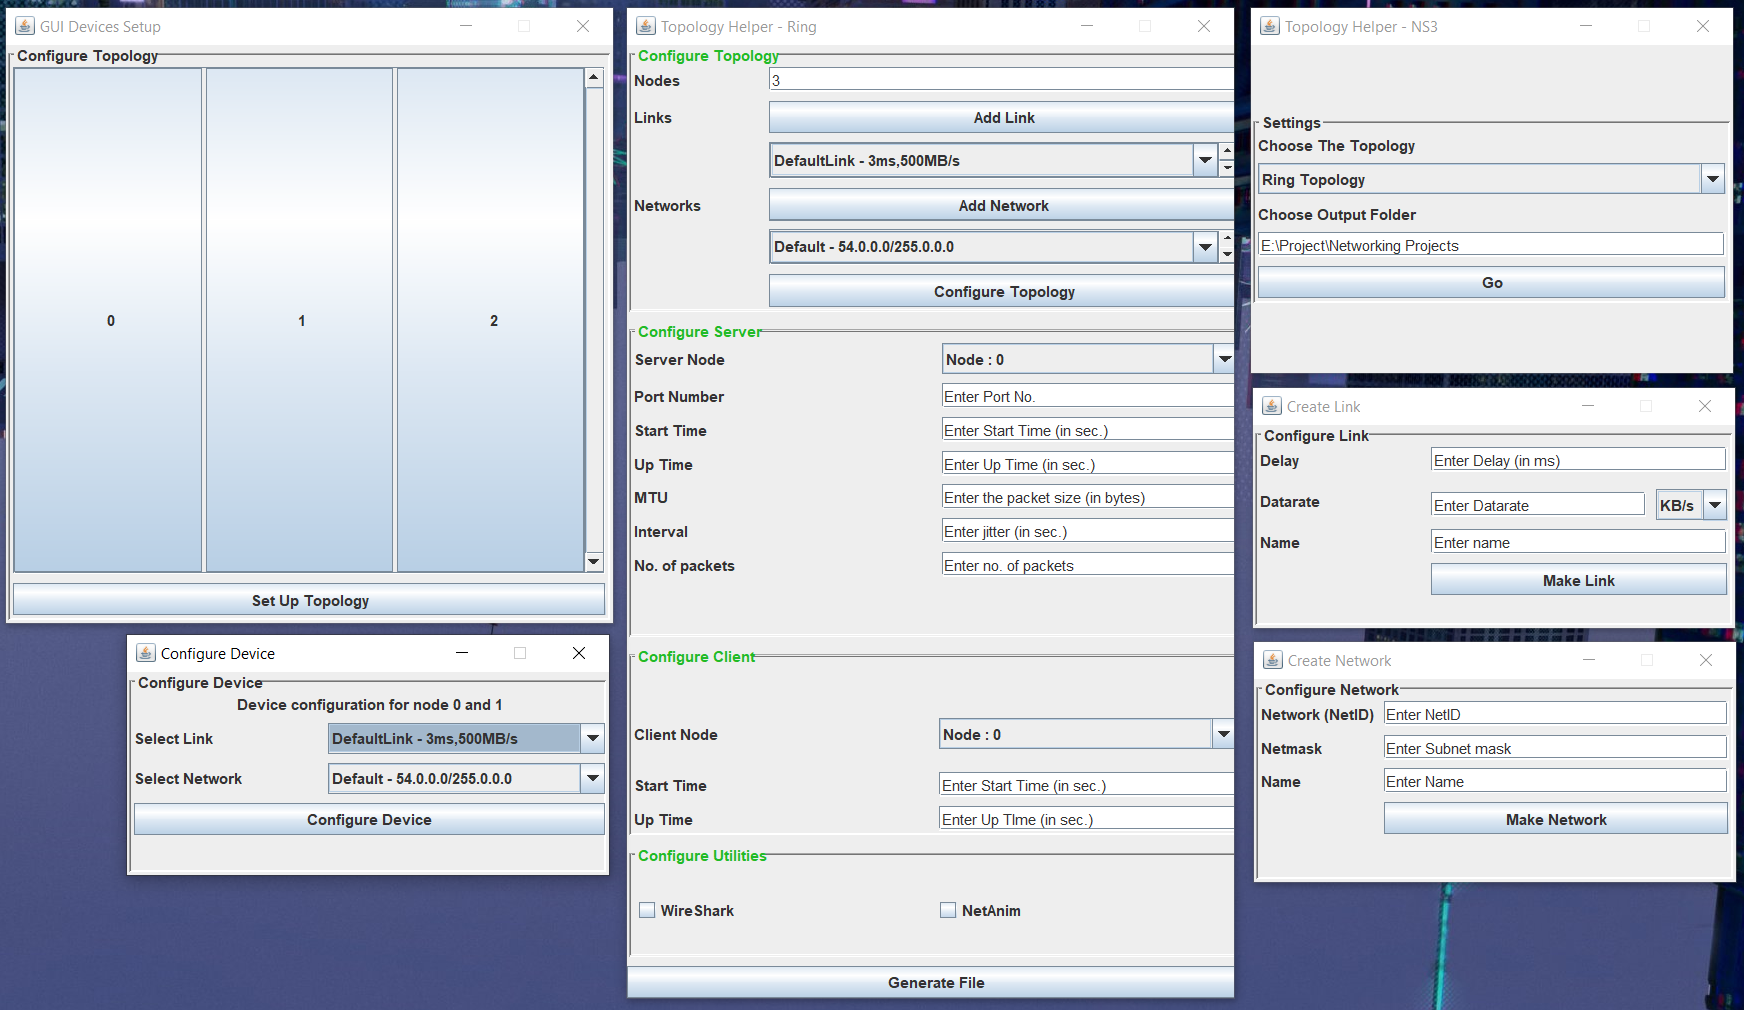 GUI Devices Setup
Configure Topology
0
1
2
Set Up Topology
Configure Device
Configure Device
Device configuration for node 0 and 1
Select Link
DefaultLink - 3ms,500MB/s
Select Network
Default - 54.0.0.0/255.0.0.0
Configure Device
Topology Helper - Ring
Configure Topology
Nodes
3
Links
Add Link
DefaultLink - 3ms,500MB/s
Networks
Add Network
Default - 54.0.0.0/255.0.0.0
Configure Topology
Configure Server
Server Node
Node : 0
Port Number
Enter Port No.
Start Time
Enter Start Time (in sec.)
Up Time
Enter Up Time (in sec.)
MTU
Enter the packet size (in bytes)
Interval
Enter jitter (in sec.)
No. of packets
Enter no. of packets
Configure Client
Client Node
Node : 0
Start Time
Enter Start Time (in sec.)
Up Time
Enter Up TIme (in sec.)
Configure Utilities
WireShark
NetAnim
Generate File
Topology Helper - NS3
Settings
Choose The Topology
Ring Topology
Choose Output Folder
E:\Project\Networking Projects
Go
Create Link
Configure Link
Delay
Enter Delay (in ms)
Datarate
Enter Datarate
KB/s
Name
Enter name
Make Link
Create Network
Configure Network
Network (NetID)
Enter NetID
Netmask
Enter Subnet mask
Name
Enter Name
Make Network